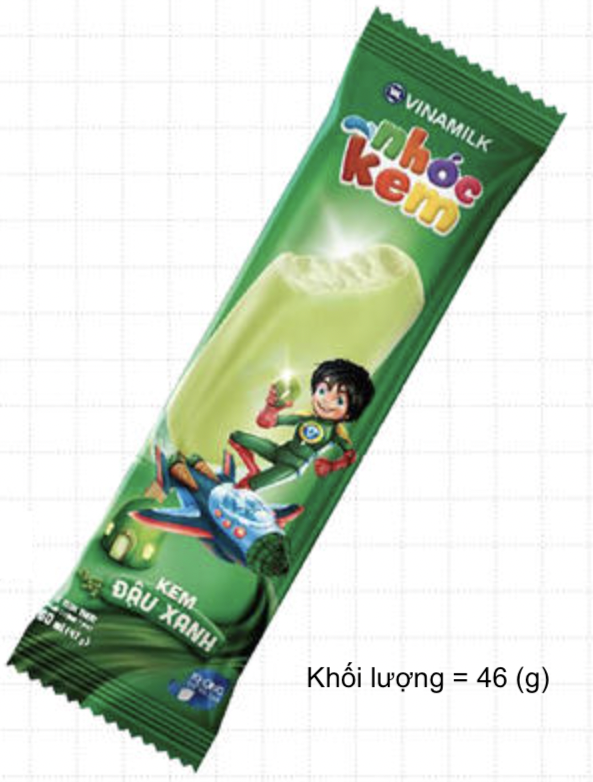 VINAMILK
nhóc
kem
KEM
ĐẬU XANH
Khối lượng = 46 (g)